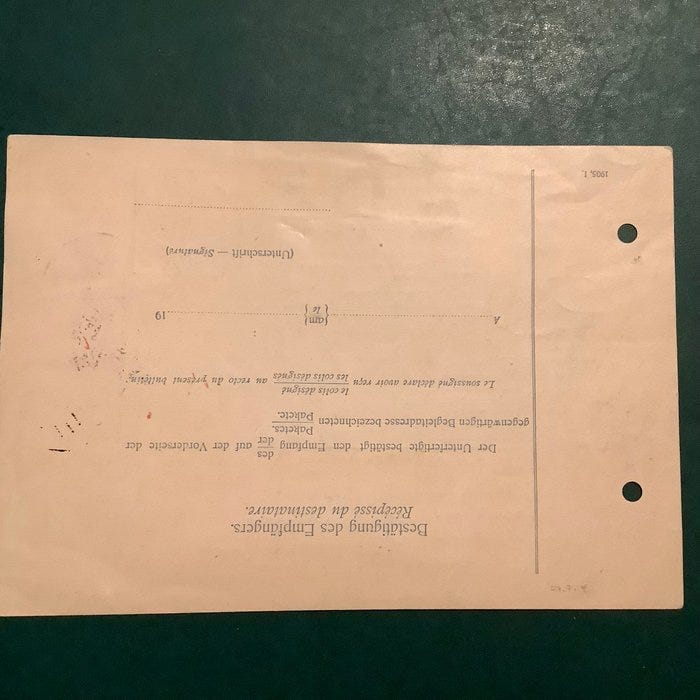 Bestätigung des Empfängers.
Récépissé du destinataire.
Der Unterfertigte bestätigt den Empfang des/der auf der Vorderseite der
gegenwärtigen Begleitadresse bezeichneten Paketes./Pakete.
Le soussigné déclare avoir reçu le colis désigné/les colis désignés au recto du présent bulletin.
A {am/le} 19
(Unterschrift — Signature)
1905, I.